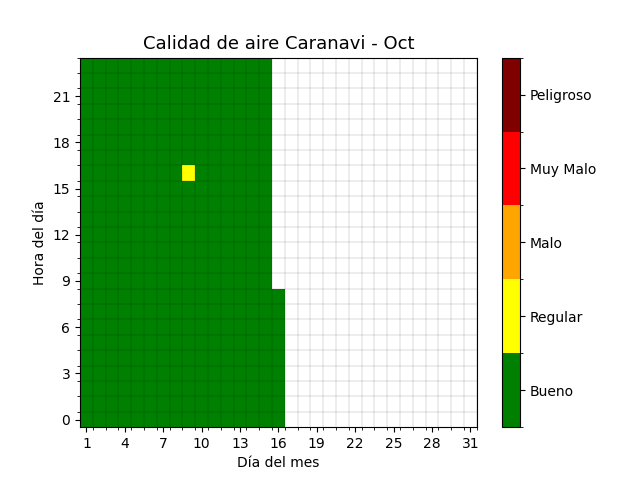 Calidad de aire Caranavi - Oct
Hora del día
21
18
15
12
9
6
3
0
1 4 7 10 13 16 19 22 25 28 31
Día del mes
Peligroso
Muy Malo
Malo
Regular
Bueno